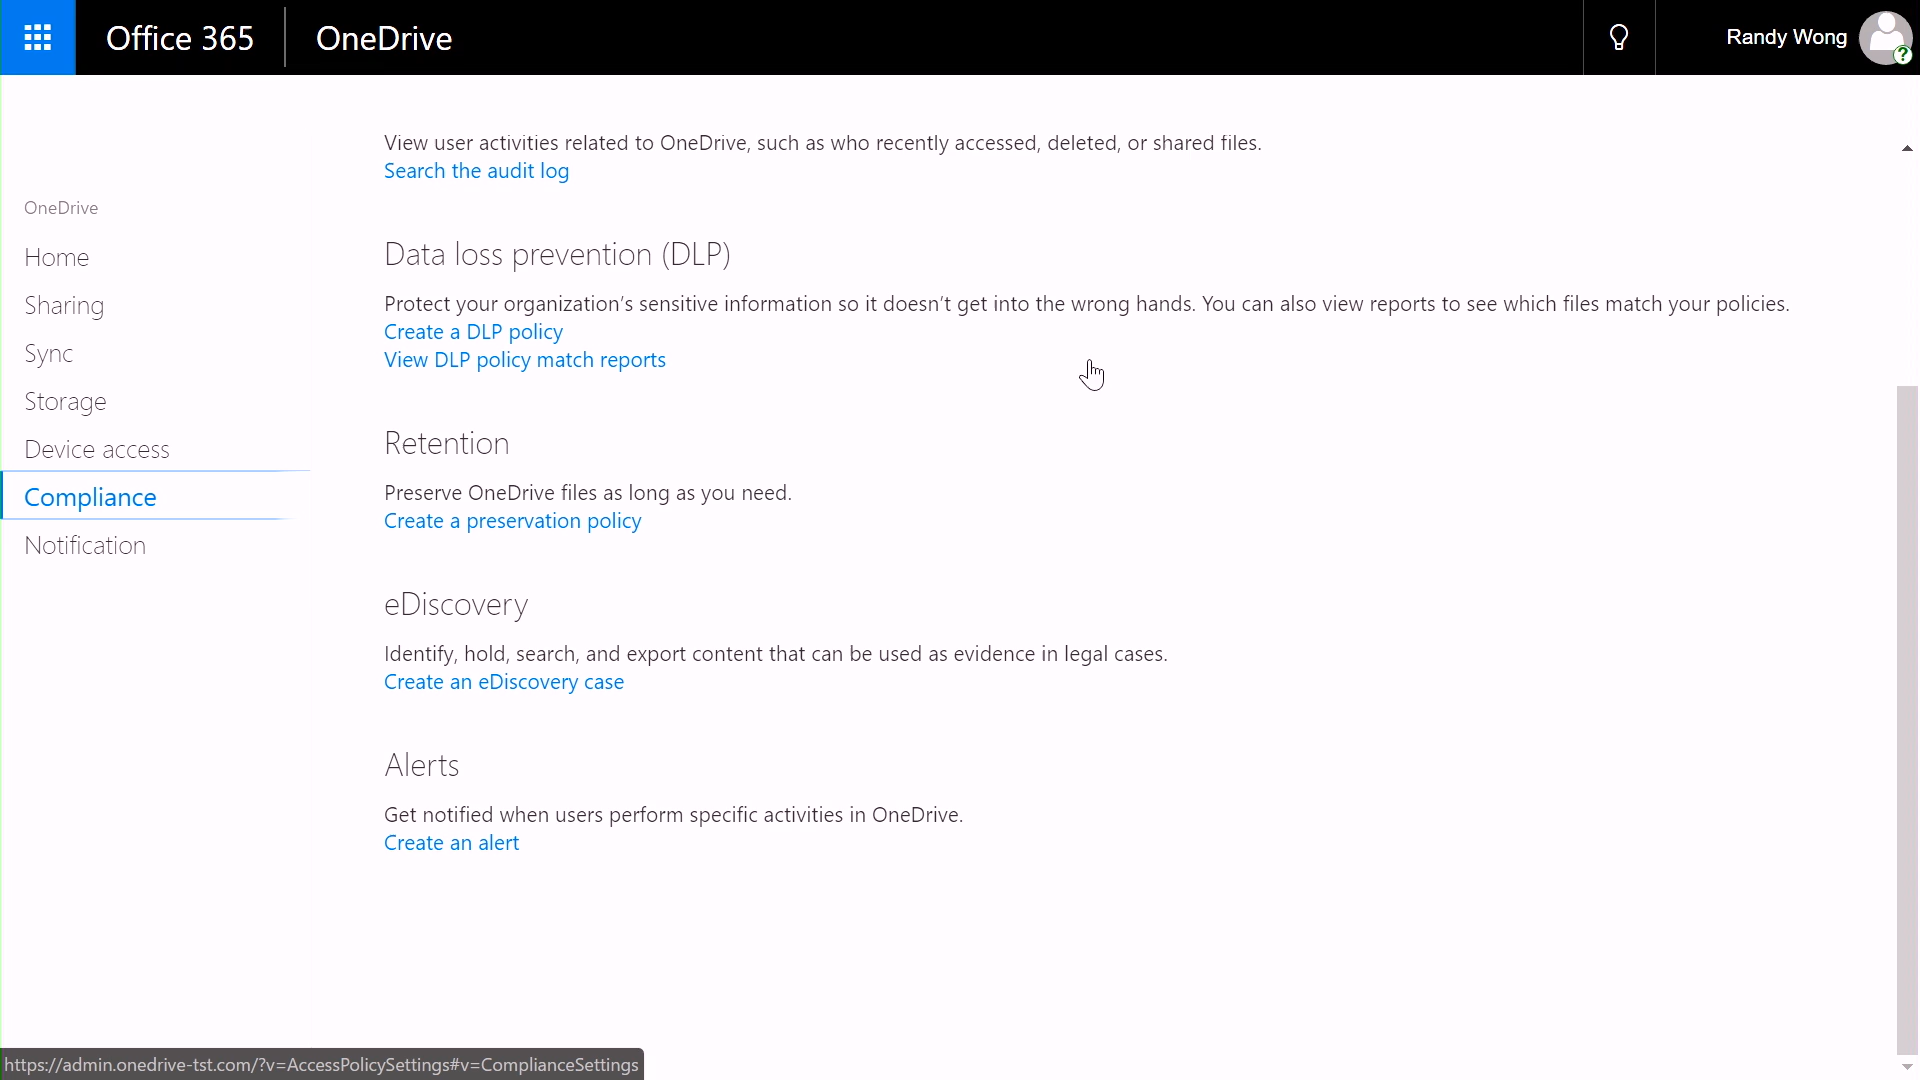 Office 365 OneDrive Randy Wong
?
View user activities related to OneDrive, such as who recently accessed, deleted, or shared files.
Search the audit log
OneDrive
Home
Sharing
Sync
Storage
Device access
Compliance
Notification
Data loss prevention (DLP)
Protect your organization's sensitive information so it doesn't get into the wrong hands. You can also view reports to see which files match your policies.
Create a DLP policy
View DLP policy match reports
Retention
Preserve OneDrive files as long as you need.
Create a preservation policy
eDiscovery
Identify, hold, search, and export content that can be used as evidence in legal cases.
Create an eDiscovery case
Alerts
Get notified when users perform specific activities in OneDrive.
Create an alert
https://admin.onedrive-tst.com/?v=AccessPolicySettings#v=ComplianceSettings